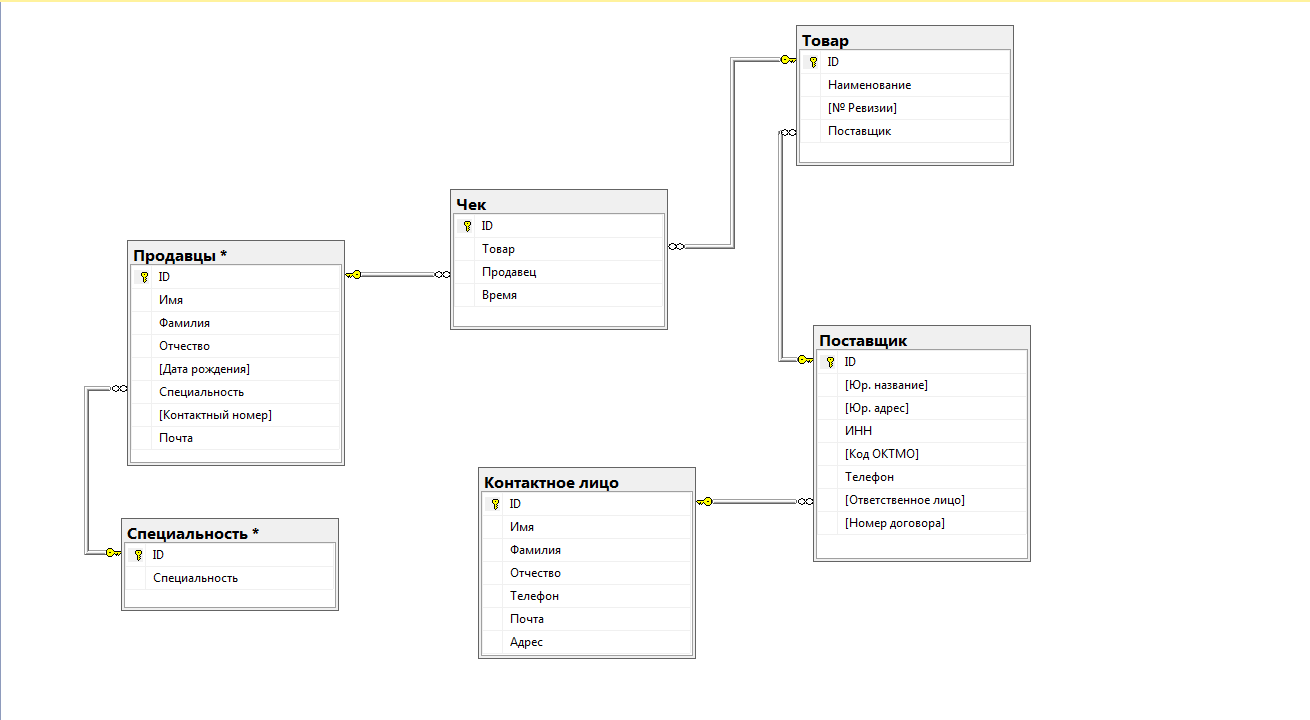 Товар
ID
Наименование
[№ Ревизии]
Поставщик
Чек
ID
Товар
Продавец
Время
Продавцы *
ID
Имя
Фамилия
Отчество
[Дата рождения]
Специальность
[Контактный номер]
Почта
Поставщик
ID
[Юр. название]
[Юр. адрес]
ИНН
[Код ОКТМО]
Телефон
[Ответственное лицо]
[Номер договора]
Контактное лицо
ID
Имя
Фамилия
Отчество
Телефон
Почта
Адрес
Специальность *
ID
Специальность